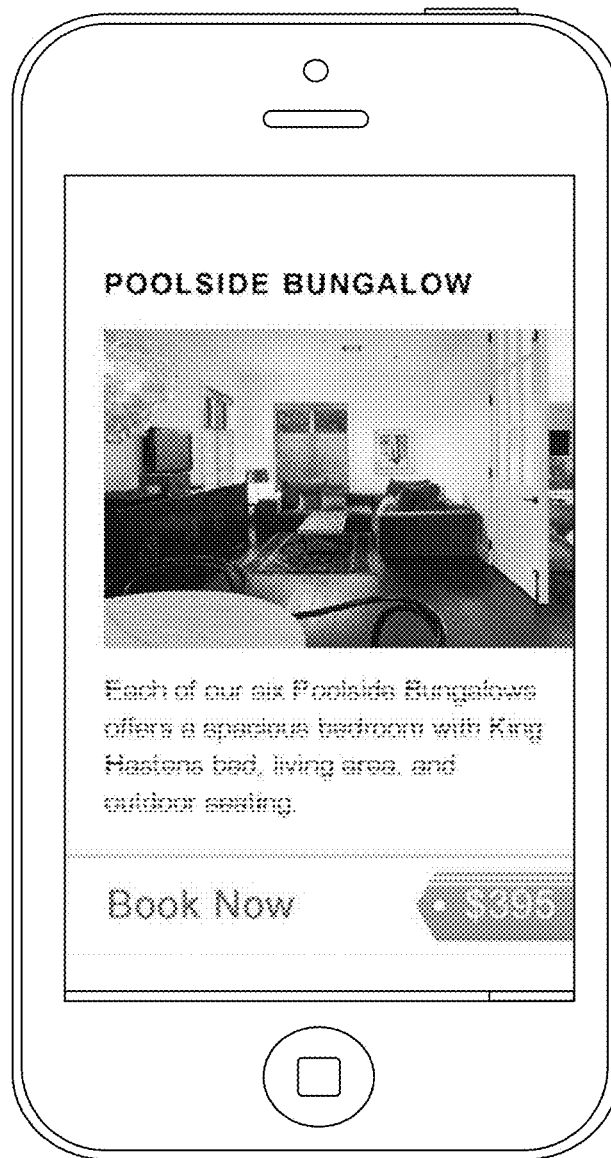 POOLSIDE BUNGALOW
Each of our six Poolside Bungalows
offers a spacious bedroom with King
Hastens bed, living area, and
outdoor seating.
Book Now
$395